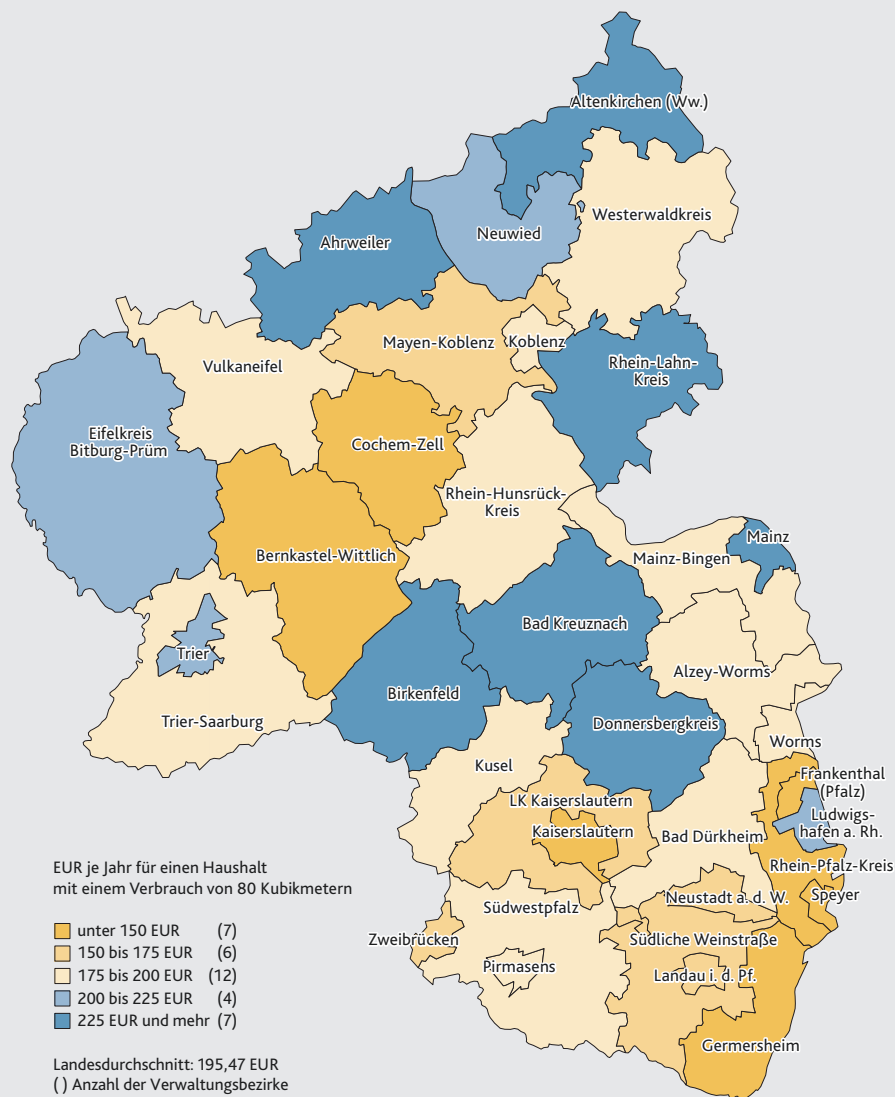 Altenkirchen (Ww.)
Westerwaldkreis
Neuwied
Ahrweiler
Mayen-Koblenz
Koblenz
Vulkaneifel
Rhein-Lahn-
Kreis
Eifelkreis
Bitburg-Prüm
Cochem-Zell
Rhein-Hunsrück-
Kreis
Mainz
Bernkastel-Wittlich
Mainz-Bingen
Bad Kreuznach
Trier
Alzey-Worms
Birkenfeld
Trier-Saarburg
Donnersbergkreis
Worms
Kusel
Frankenthal
(Pfalz)
LK Kaiserslautern
Ludwigs-
hafen a. Rh.
Kaiserslautern
Bad Dürkheim
Rhein-Pfalz-Kreis
Neustadt a. d. W.
Speyer
Südwestpfalz
Zweibrücken
Südliche Weinstraße
Pirmasens
Landau i. d. Pf.
Germersheim
EUR je Jahr für einen Haushalt
mit einem Verbrauch von 80 Kubikmetern
unter 150 EUR (7)
150 bis 175 EUR (6)
175 bis 200 EUR (12)
200 bis 225 EUR (4)
225 EUR und mehr (7)
Landesdurchschnitt: 195,47 EUR
( ) Anzahl der Verwaltungsbezirke